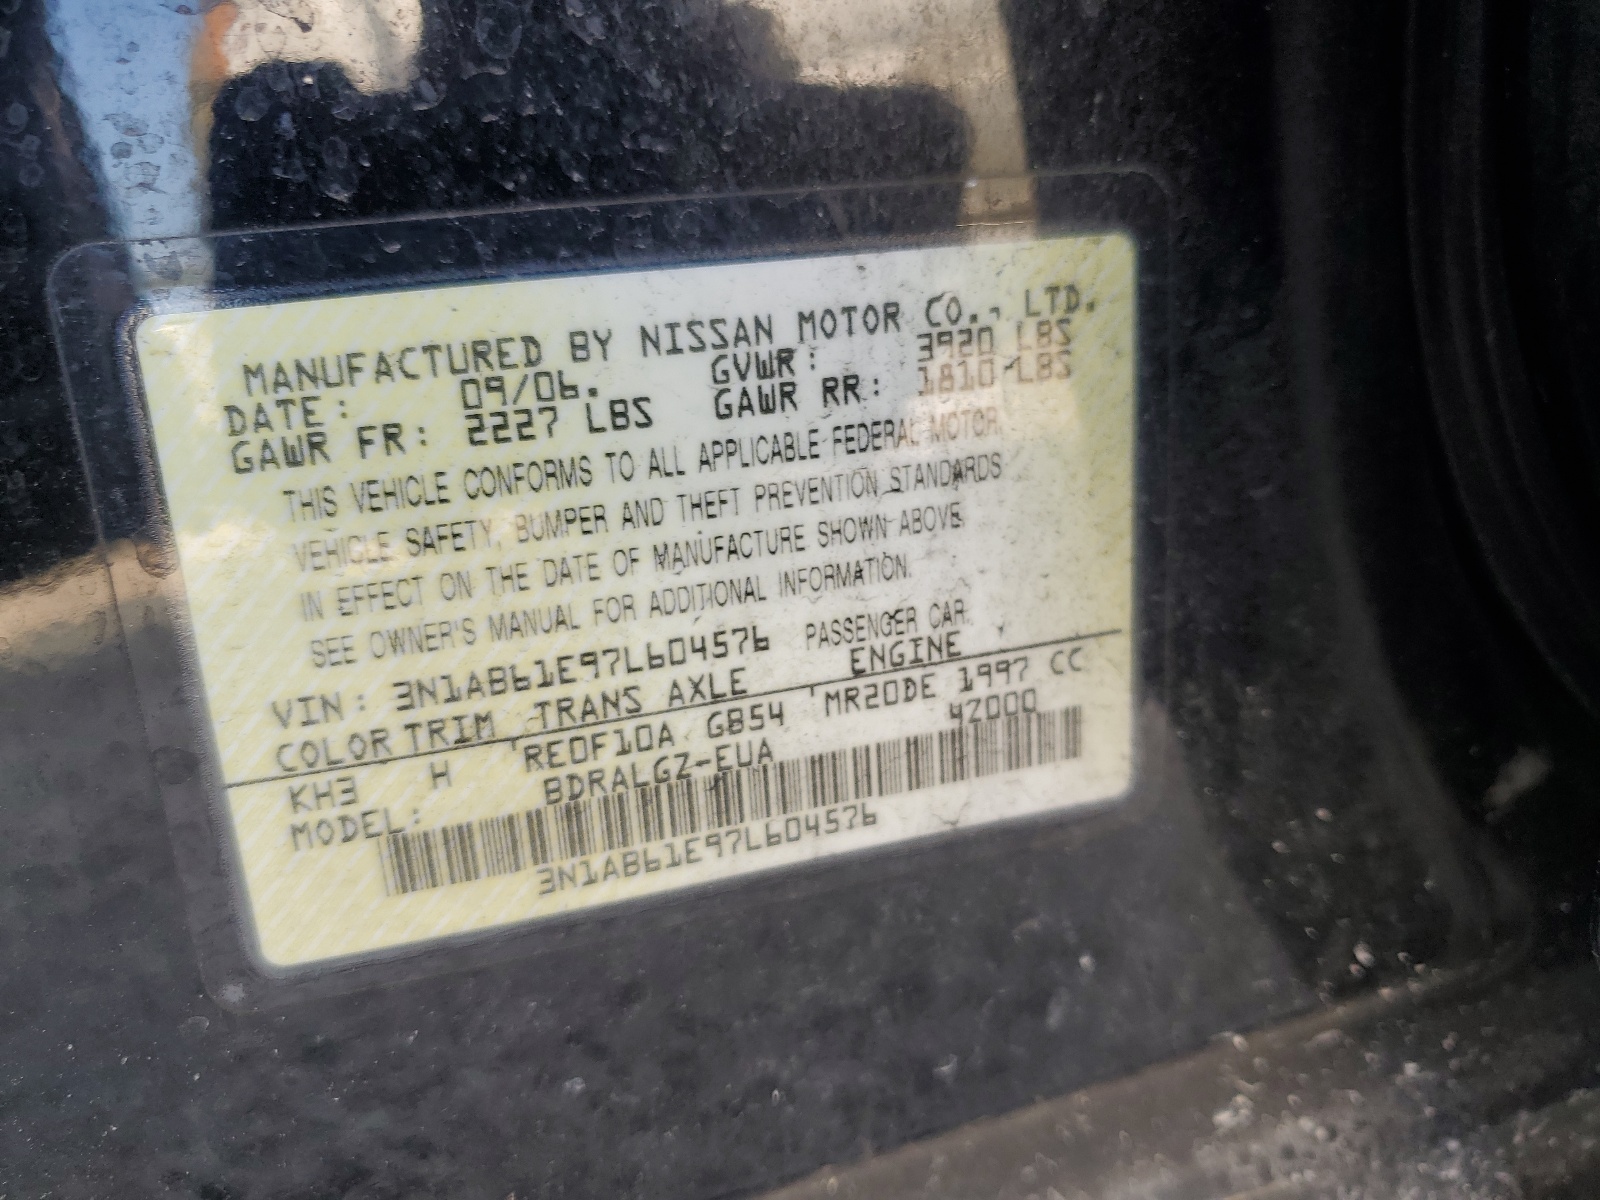 MANUFACTURED BY NISSAN MOTOR CO., LTD.
DATE: 09/06. GVWR: 3920 LBS
GAWR FR: 2227 LBS GAWR RR: 1810 LBS
THIS VEHICLE CONFORMS TO ALL APPLICABLE FEDERAL MOTOR
VEHICLE SAFETY, BUMPER AND THEFT PREVENTION STANDARDS
IN EFFECT ON THE DATE OF MANUFACTURE SHOWN ABOVE.
SEE OWNER'S MANUAL FOR ADDITIONAL INFORMATION.
VIN: 3N1AB61E97L604576 PASSENGER CAR.
COLOR TRIM TRANS AXLE ENGINE
KH3 H RE0F10A GB54 MR20DE 1997 CC
MODEL: BDRALGZ-EUA 4Z000
3N1AB61E97L604576